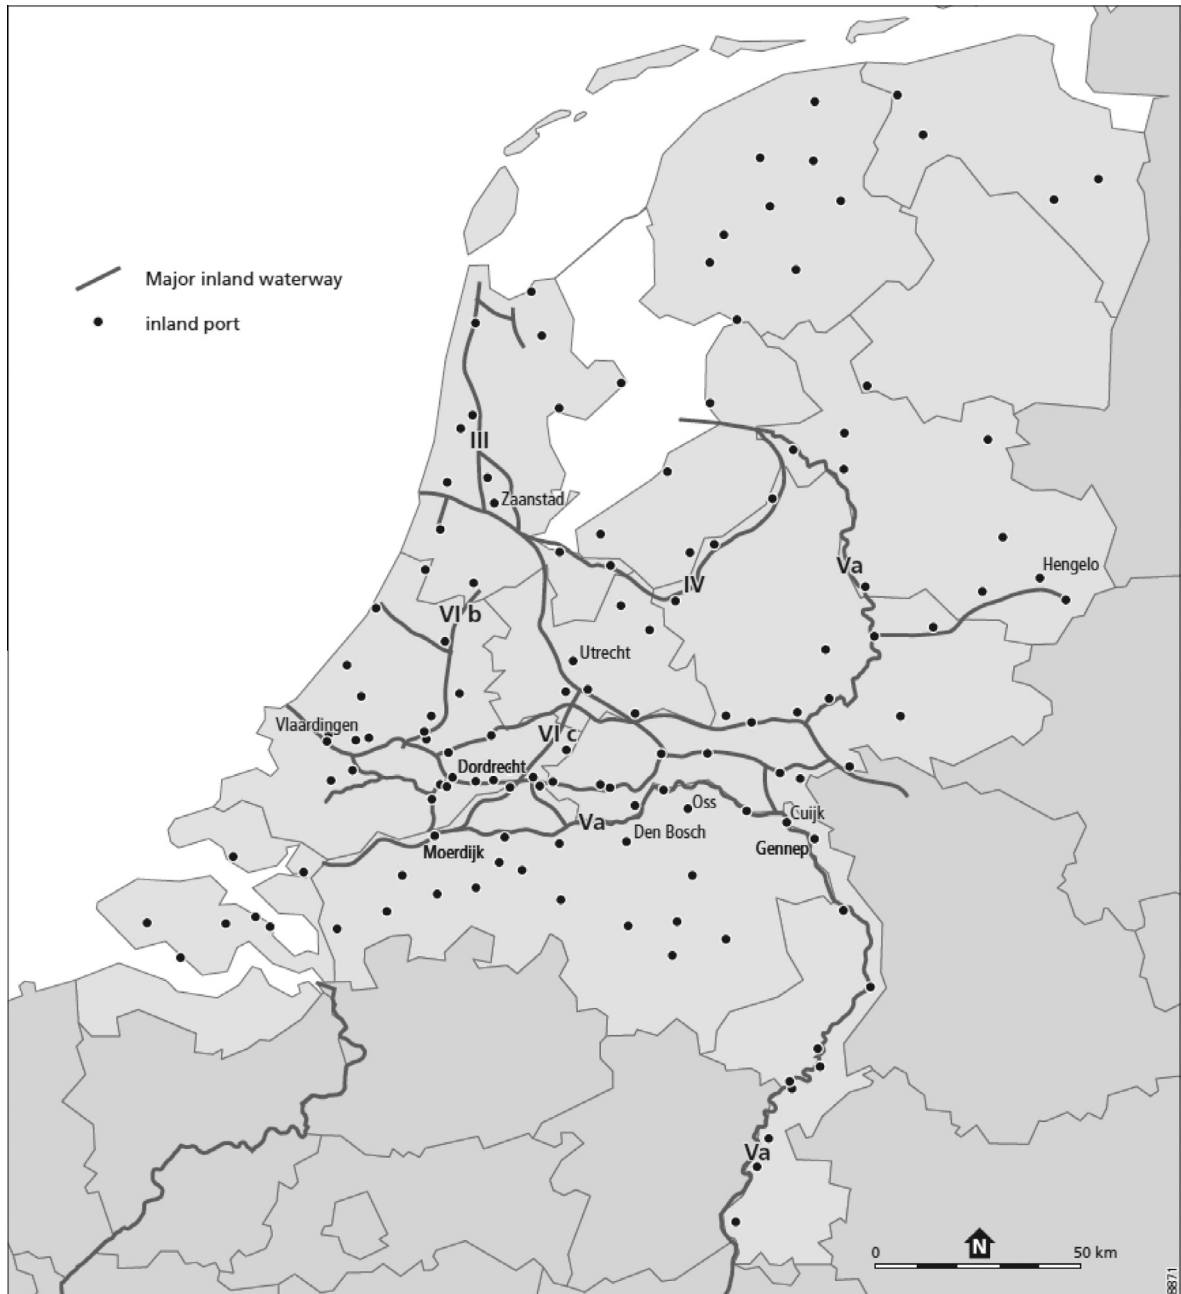 Major inland waterway
inland port
III
Zaanstad
Va
Hengelo
IV
VI b
Utrecht
Vlaardingen
VI c
Dordrecht
Oss
Cuijk
Va
Den Bosch
Moerdijk
Gennep
Va
N
0
50 km
8871